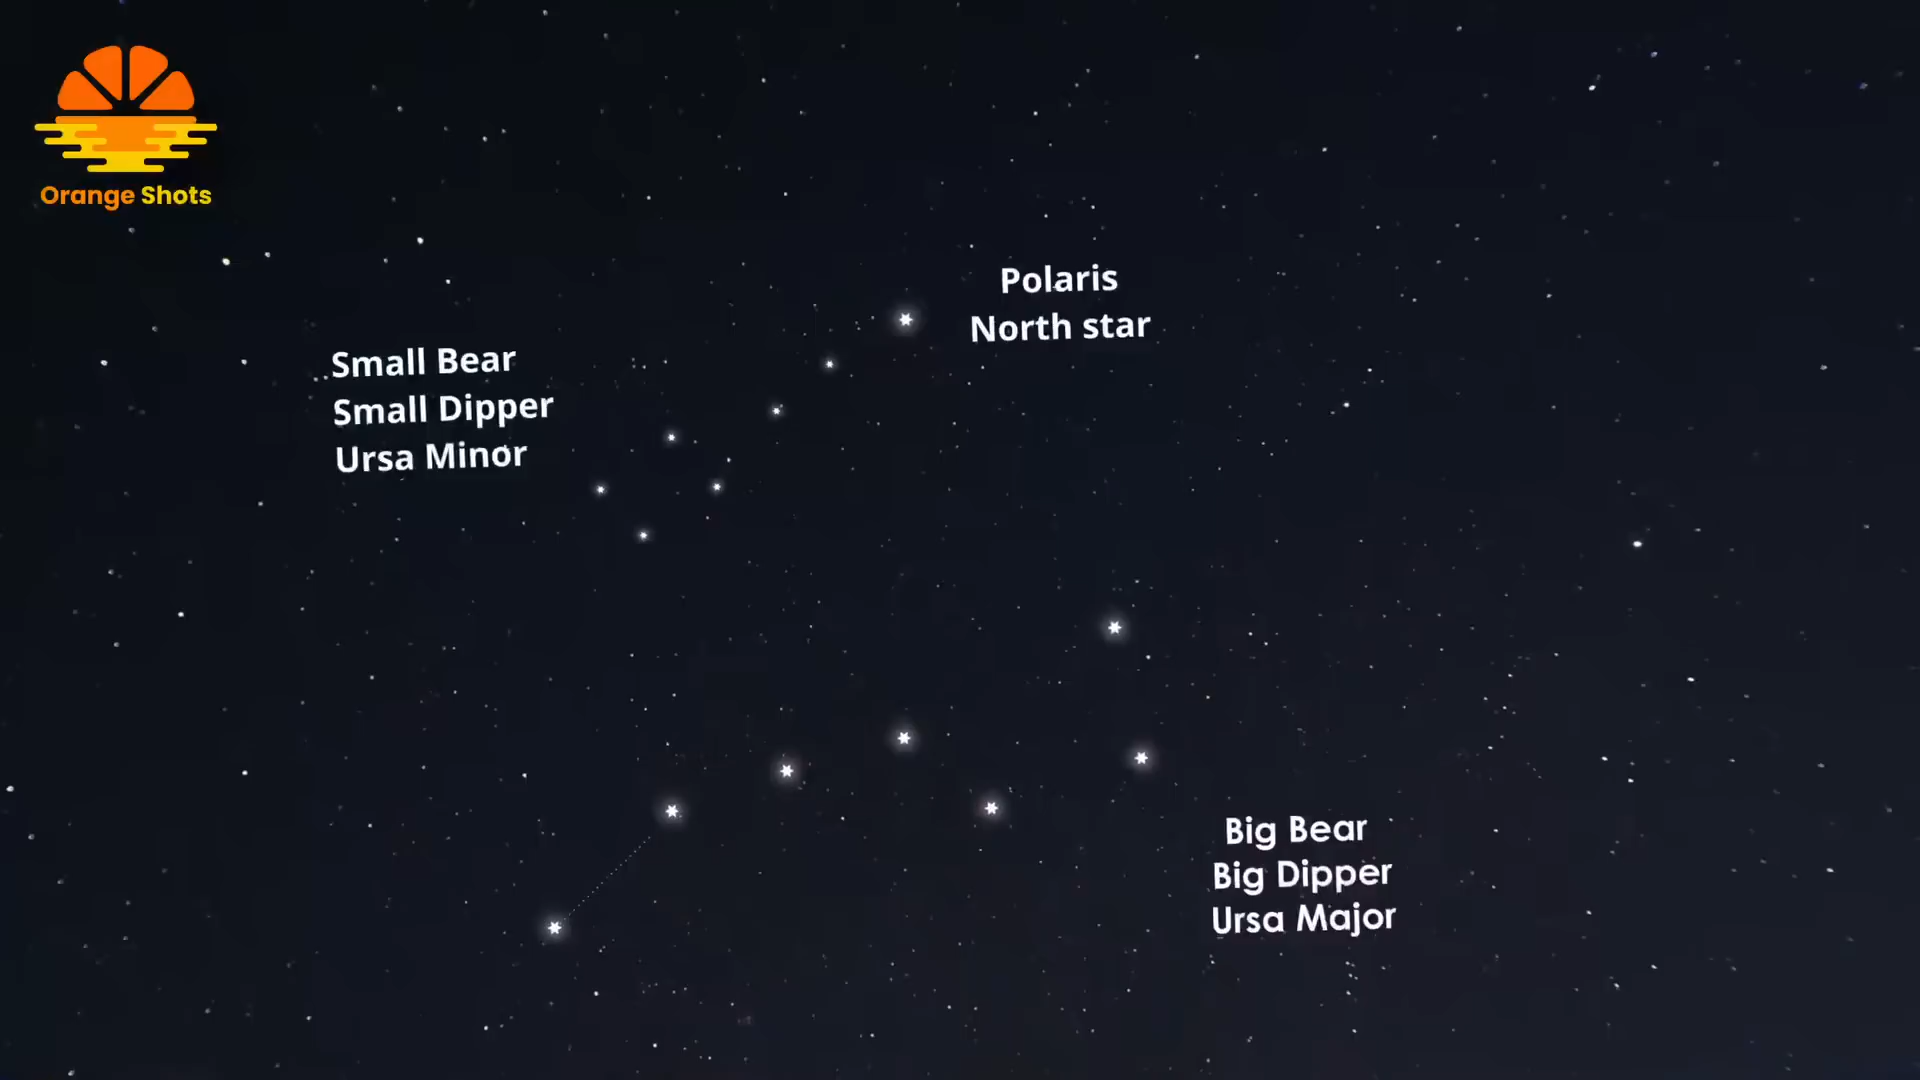 Orange Shots
Polaris
North star
Small Bear
Small Dipper
Ursa Minor
Big Bear
Big Dipper
Ursa Major